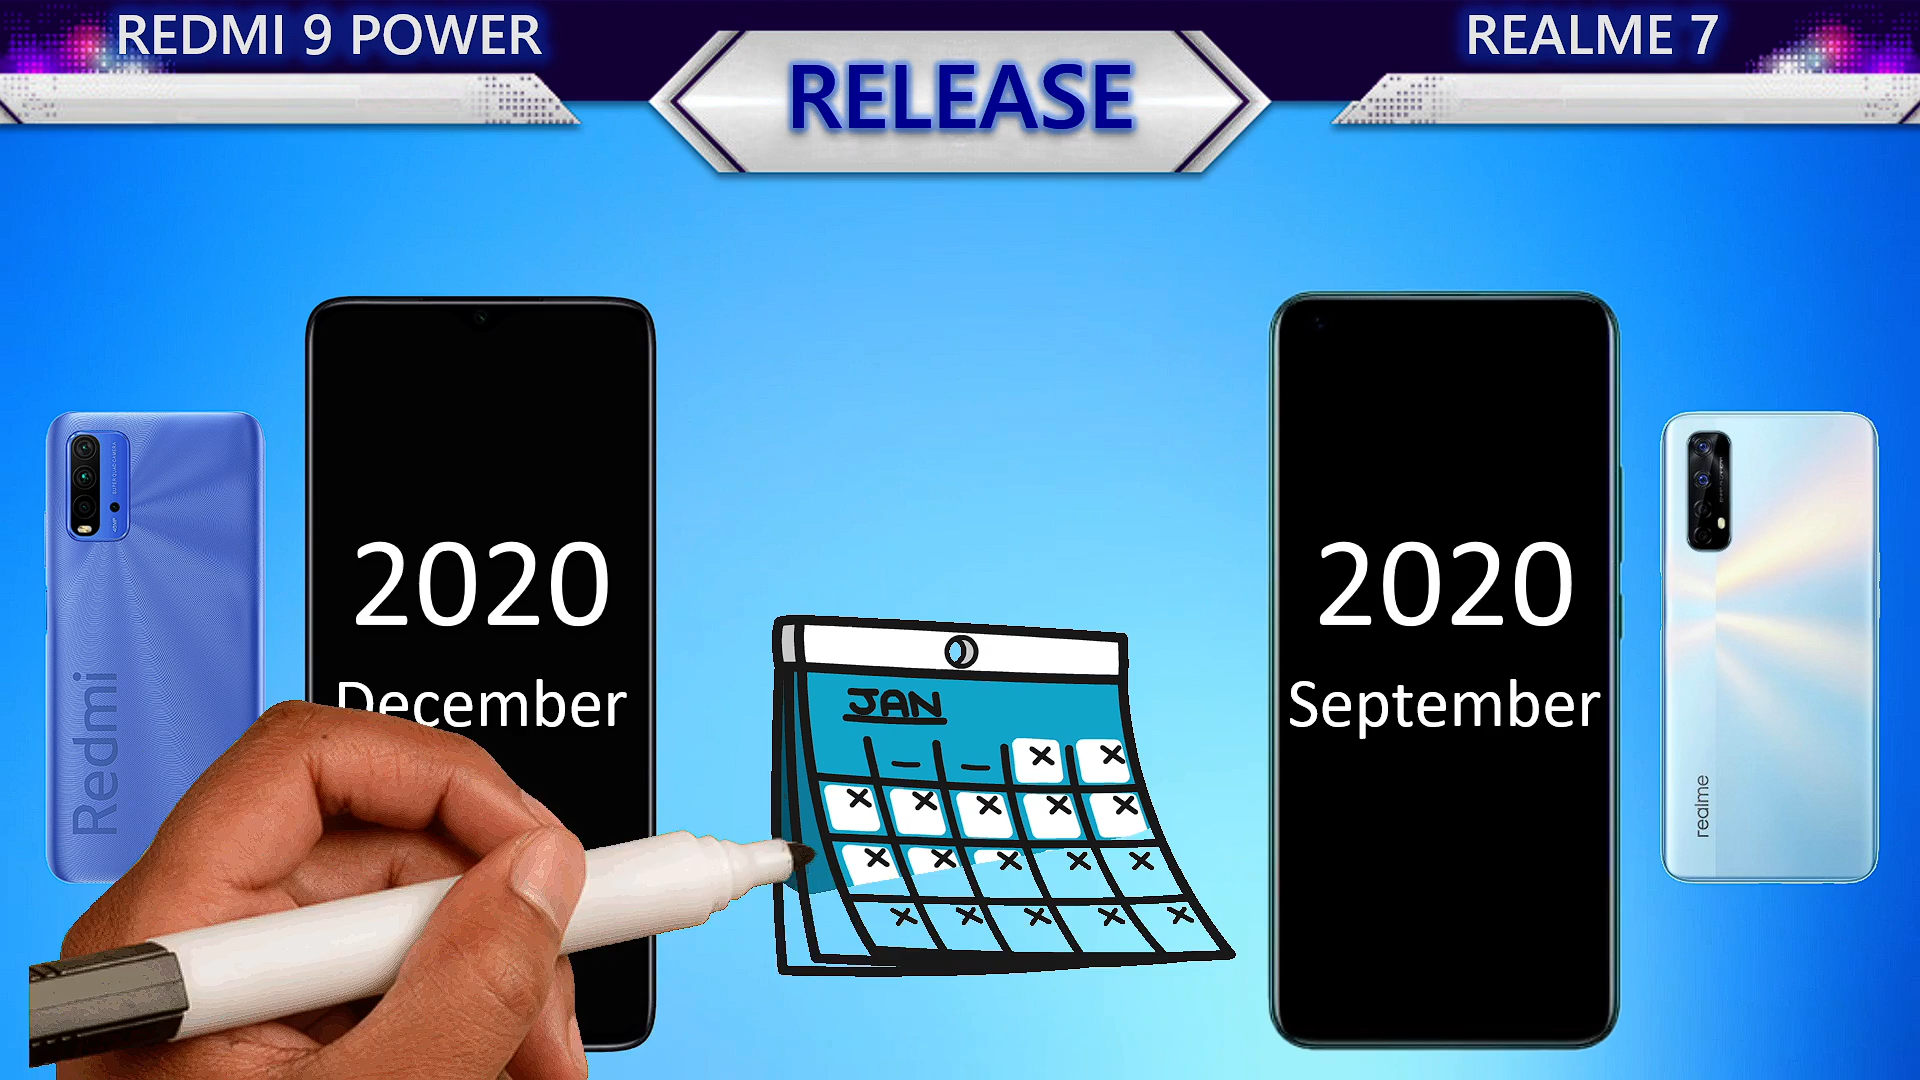 REDMI 9 POWER
RELEASE
REALME 7
2020
December
2020
September
JAN
Redmi
realme